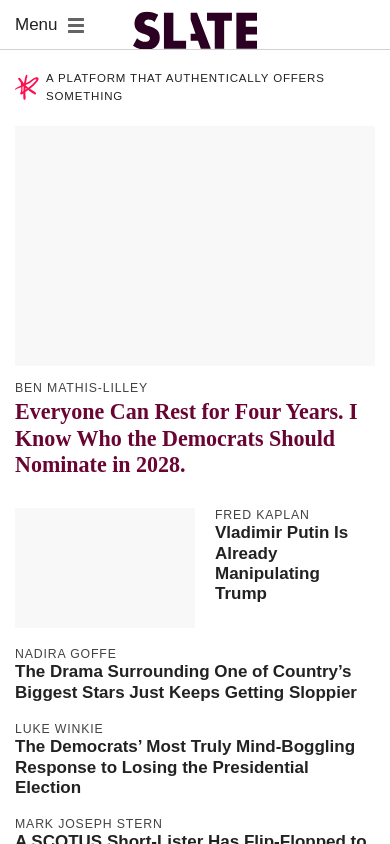 Menu
SLATE
A PLATFORM THAT AUTHENTICALLY OFFERS
SOMETHING
BEN MATHIS-LILLEY
Everyone Can Rest for Four Years. I
Know Who the Democrats Should
Nominate in 2028.
FRED KAPLAN
Vladimir Putin Is
Already
Manipulating
Trump
NADIRA GOFFE
The Drama Surrounding One of Country’s
Biggest Stars Just Keeps Getting Sloppier
LUKE WINKIE
The Democrats’ Most Truly Mind-Boggling
Response to Losing the Presidential
Election
MARK JOSEPH STERN
A SCOTUS Short-Lister Has Flip-Flopped to